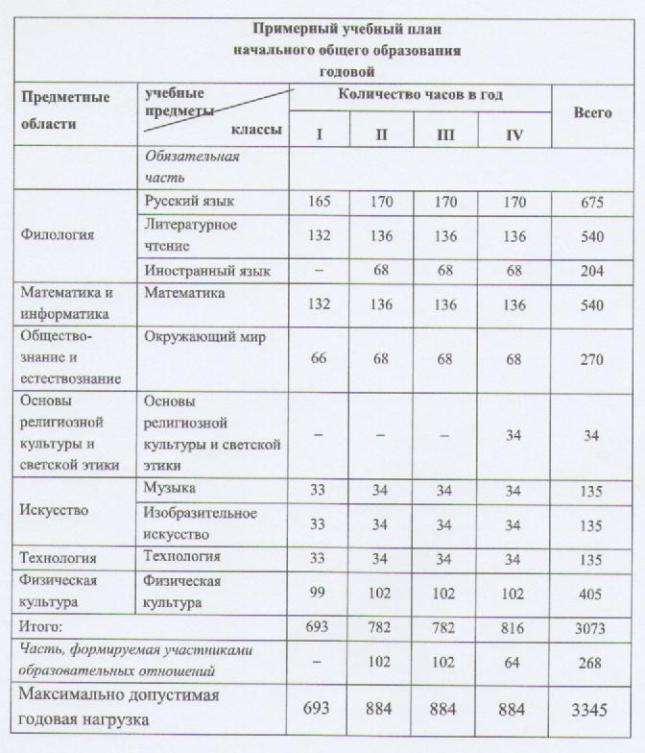 Примерный учебный план
начального общего образования
годовой
Предметные
области
учебные
предметы
классы
Количество часов в год
Всего
I II III IV
Обязательная
часть
Филология
Русский язык 165 170 170 170 675
Литературное
чтение 132 136 136 136 540
Иностранный язык – 68 68 68 204
Математика и
информатика
Математика 132 136 136 136 540
Общество-
знание и
естествознание
Окружающий мир 66 68 68 68 270
Основы
религиозной
культуры и
светской этики
Основы
религиозной
культуры и светской
этики – – – 34 34
Искусство
Музыка 33 34 34 34 135
Изобразительное
искусство 33 34 34 34 135
Технология Технология 33 34 34 34 135
Физическая
культура
Физическая
культура 99 102 102 102 405
Итого: 693 782 782 816 3073
Часть, формируемая участниками
образовательных отношений – 102 102 64 268
Максимально допустимая
годовая нагрузка 693 884 884 884 3345